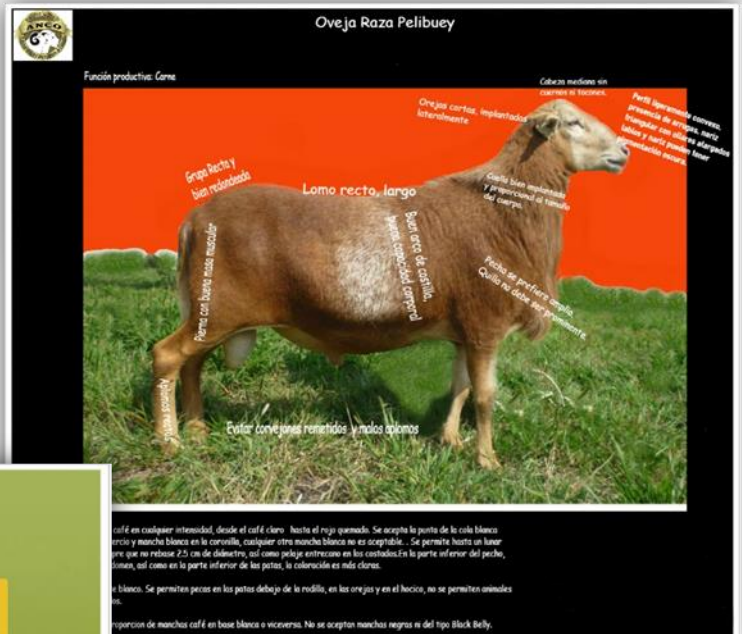 ANCO
Oveja Raza Pelibuey
Función productiva: Carne
Cabeza mediana sin
cuernos ni tocones.
Orejas cortas, implantadas
lateralmente
Perfil ligeramente convexo,
presencia de arrugas, nariz
triangular con ollares alargados
labios y nariz pueden tener
pigmentación oscura.
Grupa Recta y
bien redondeada
Lomo recto, largo
Cuello bien implantado
y proporcional al tamaño
del cuerpo.
Buen arco de costilla,
buena capacidad corporal
Pierna con buena masa muscular
Pecho se prefiere amplio.
Quilla no debe ser prominente.
Aplomos rectos
Evitar corvejones remetidos y malos aplomos
café en cualquier intensidad, desde el café claro hasta el rojo quemado. Se acepta la punta de la cola blanca
ercio y mancha blanca en la coronilla, cualquier otra mancha blanca no es aceptable. . Se permite hasta un lunar
pre que no rebase 2.5 cm de diámetro, así como pelaje entrecano en los costados.En la parte inferior del pecho,
domen, así como en la parte inferior de las patas, la coloración es más claras.
e blanco. Se permiten pecas en las patas debajo de la rodilla, en las orejas y en el hocico, no se permiten animales
os.
roporcion de manchas café en base blanca o viceversa. No se aceptan manchas negras ni del tipo Black Belly.